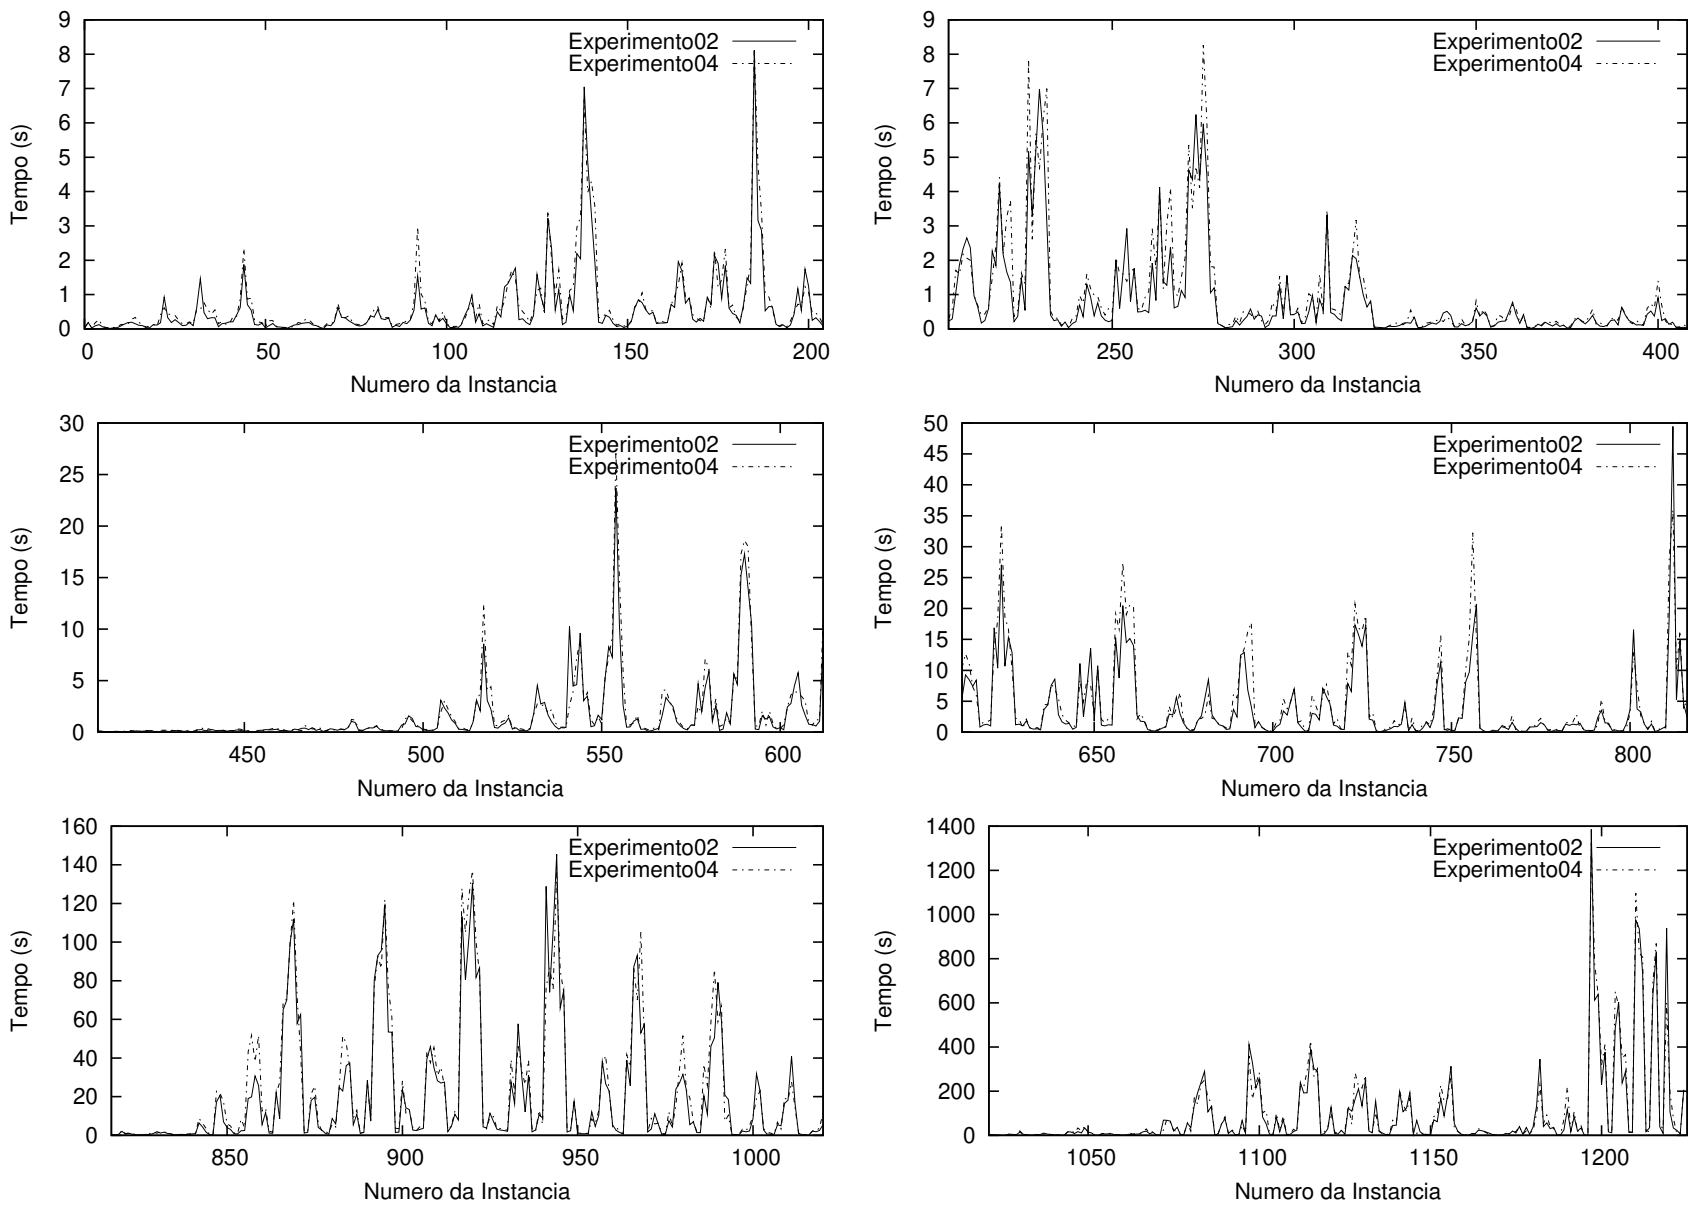 9
8
7
6
5
4
3
2
1
0
0 50 100 150 200
Tempo (s)
Numero da Instancia
Experimento02
Experimento04
9
8
7
6
5
4
3
2
1
0
250 300 350 400
Tempo (s)
Numero da Instancia
Experimento02
Experimento04
30
25
20
15
10
5
0
450 500 550 600
Tempo (s)
Numero da Instancia
Experimento02
Experimento04
50
45
40
35
30
25
20
15
10
5
0
650 700 750 800
Tempo (s)
Numero da Instancia
Experimento02
Experimento04
160
140
120
100
80
60
40
20
0
850 900 950 1000
Tempo (s)
Numero da Instancia
Experimento02
Experimento04
1400
1200
1000
800
600
400
200
0
1050 1100 1150 1200
Tempo (s)
Numero da Instancia
Experimento02
Experimento04